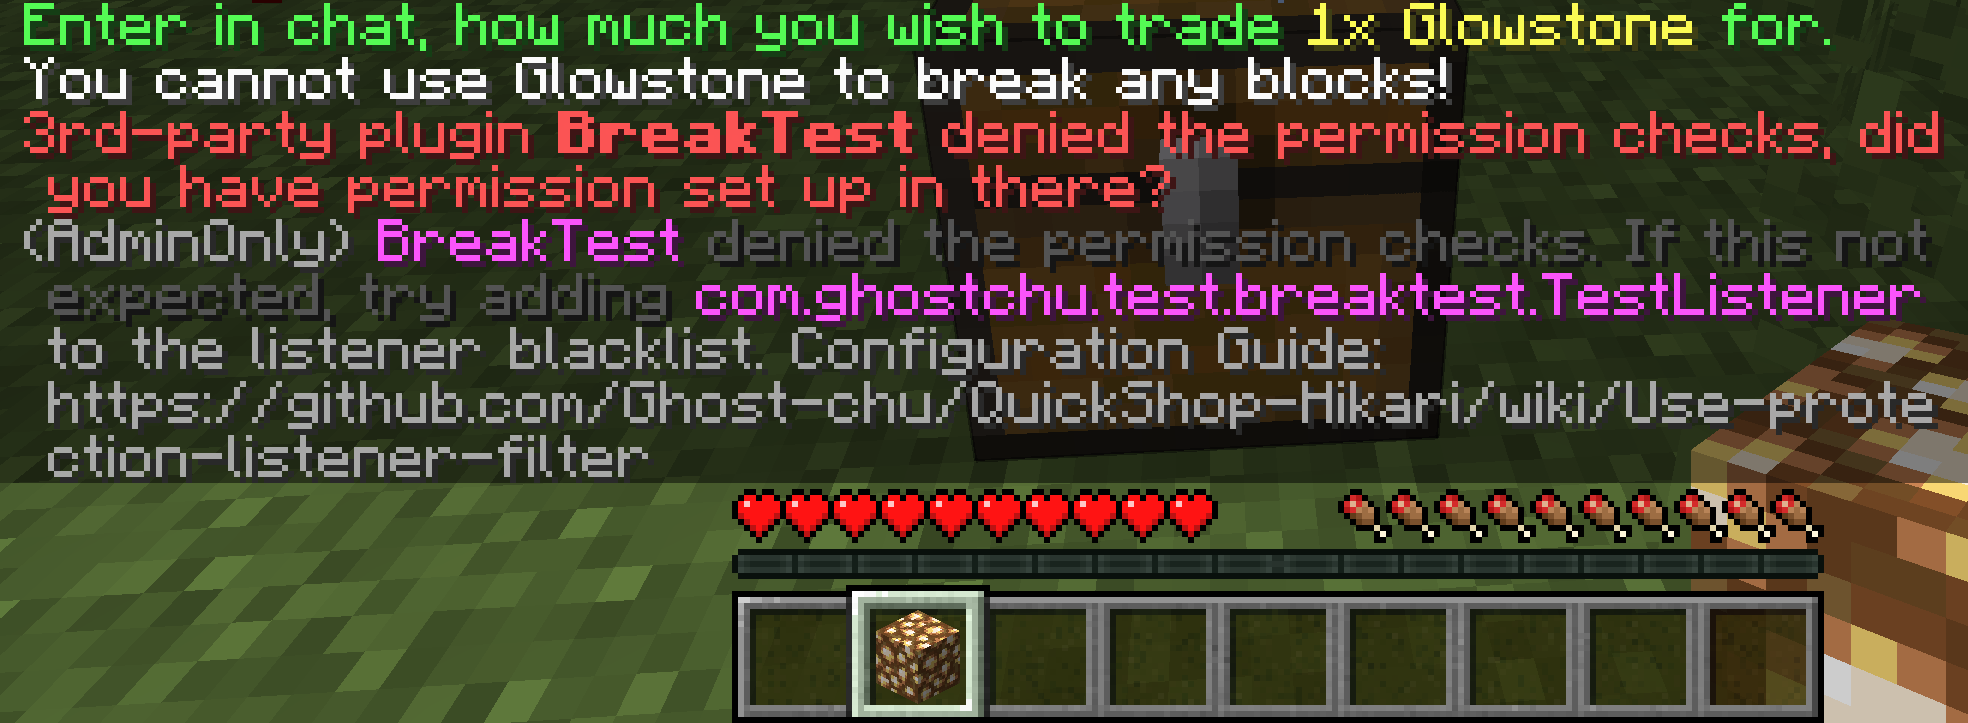 Enter in chat, how much you wish to trade 1x Glowstone for.
You cannot use Glowstone to break any blocks!
3rd-party plugin BreakTest denied the permission checks, did
you have permission set up in there?
(AdminOnly) BreakTest denied the permission checks. If this not
expected, try adding com.ghostchu.test.breaktest.TestListener
to the listener blacklist. Configuration Guide:
https://github.com/Ghost-chu/QuickShop-Hikari/wiki/Use-prote
ction-listener-filter